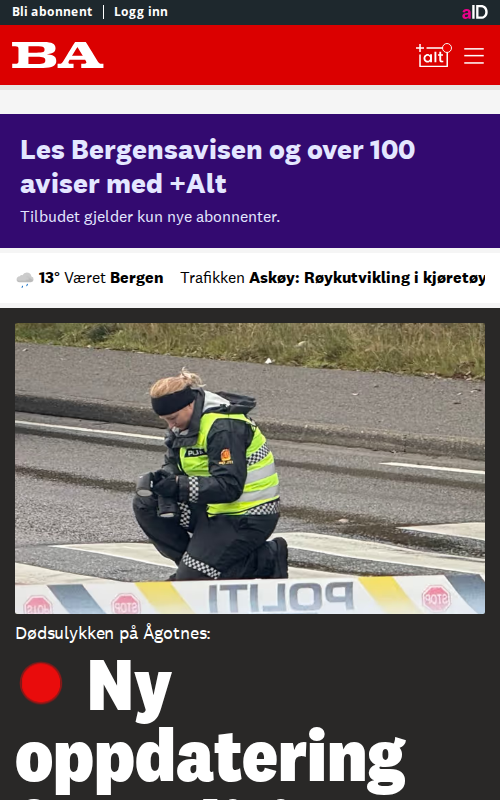 Bli abonnent | Logg inn
aID
BA
+alt
Les Bergensavisen og over 100
aviser med +Alt
Tilbudet gjelder kun nye abonnenter.
13° Været Bergen Trafikken Askøy: Røykutvikling i kjøretøy
POLITI
Dødsulykken på Ågotnes:
Ny
oppdatering